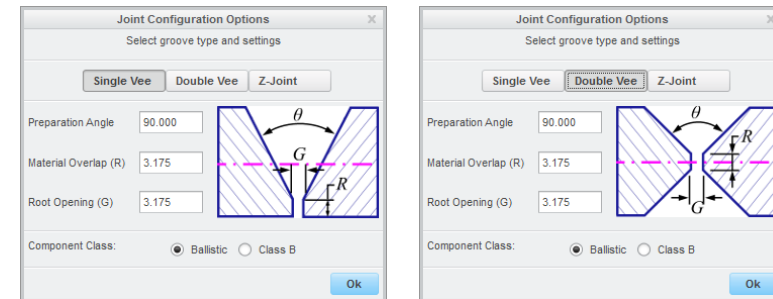 Joint Configuration Options X
Select groove type and settings
Single Vee Double Vee Z-Joint
Preparation Angle 90.000
Material Overlap (R) 3.175
Root Opening (G) 3.175
θ
G
R
Component Class: Ballistic Class B
Ok
Joint Configuration Options X
Select groove type and settings
Single Vee Double Vee Z-Joint
Preparation Angle 90.000
Material Overlap (R) 3.175
Root Opening (G) 3.175
θ
R
G
Component Class: Ballistic Class B
Ok